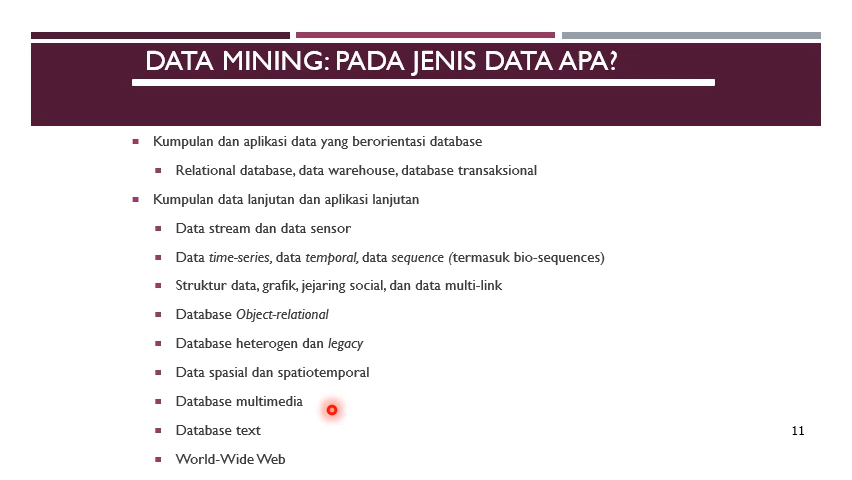 DATA MINING: PADA JENIS DATA APA?
Kumpulan dan aplikasi data yang berorientasi database
Relational database, data warehouse, database transaksional
Kumpulan data lanjutan dan aplikasi lanjutan
Data stream dan data sensor
Data time-series, data temporal, data sequence (termasuk bio-sequences)
Struktur data, grafik, jejaring social, dan data multi-link
Database Object-relational
Database heterogen dan legacy
Data spasial dan spatiotemporal
Database multimedia
Database text
World-Wide Web
11